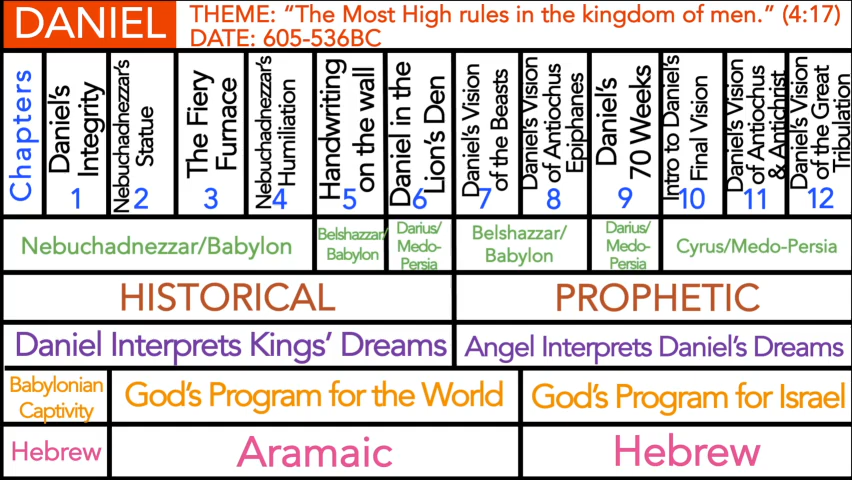 DANIEL
THEME: “The Most High rules in the kingdom of men.” (4:17)
DATE: 605-536BC
Chapters
Daniel’s
Integrity
1
Nebuchadnezzar’s
Statue
2
The Fiery
Furnace
3
Nebuchadnezzar’s
Humiliation
4
Handwriting
on the wall
5
Daniel in the
Lion’s Den
6
Daniel’s Vision
of the Beasts
7
Daniel’s Vision
of Antiochus
Epiphanes
8
Daniel’s
70 Weeks
9
Intro to Daniel’s
Final Vision
10
Daniel’s Vision
of Antiochus
& Antichrist
11
Daniel’s Vision
of the Great
Tribulation
12
Nebuchadnezzar/Babylon
Belshazzar/
Babylon
Darius/
Medo-
Persia
Belshazzar/
Babylon
Darius/
Medo-
Persia
Cyrus/Medo-Persia
HISTORICAL
PROPHETIC
Daniel Interprets Kings’ Dreams
Angel Interprets Daniel’s Dreams
Babylonian
Captivity
God’s Program for the World
God’s Program for Israel
Hebrew
Aramaic
Hebrew